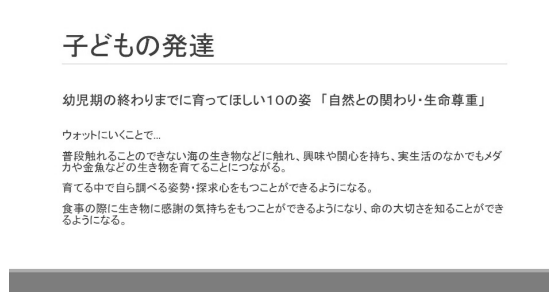 子どもの発達
幼児期の終わりまでに育ってほしい10の姿 「自然との関わり・生命尊重」
ウォットにいくことで…
普段触れることのできない海の生き物などに触れ、興味や関心を持ち、実生活のなかでもメダ
カや金魚などの生き物を育てることにつながる。
育てる中で自ら調べる姿勢・探求心をもつことができるようになる。
食事の際に生き物に感謝の気持ちをもつことができるようになり、命の大切さを知ることができ
るようになる。